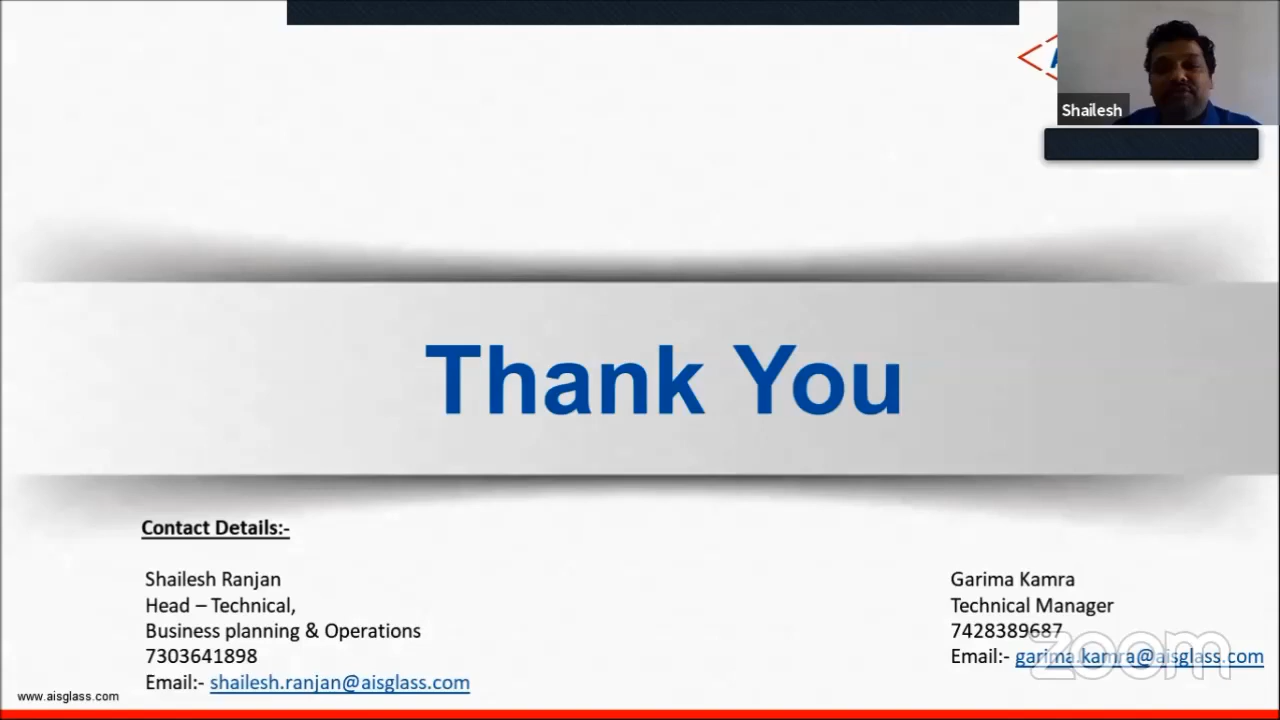 Shailesh
Thank You
Contact Details:-
Shailesh Ranjan
Head – Technical,
Business planning & Operations
7303641898
Email:- shailesh.ranjan@aisglass.com
Garima Kamra
Technical Manager
7428389687
Email:- garima.kamra@aisglass.com
zoom
www.aisglass.com